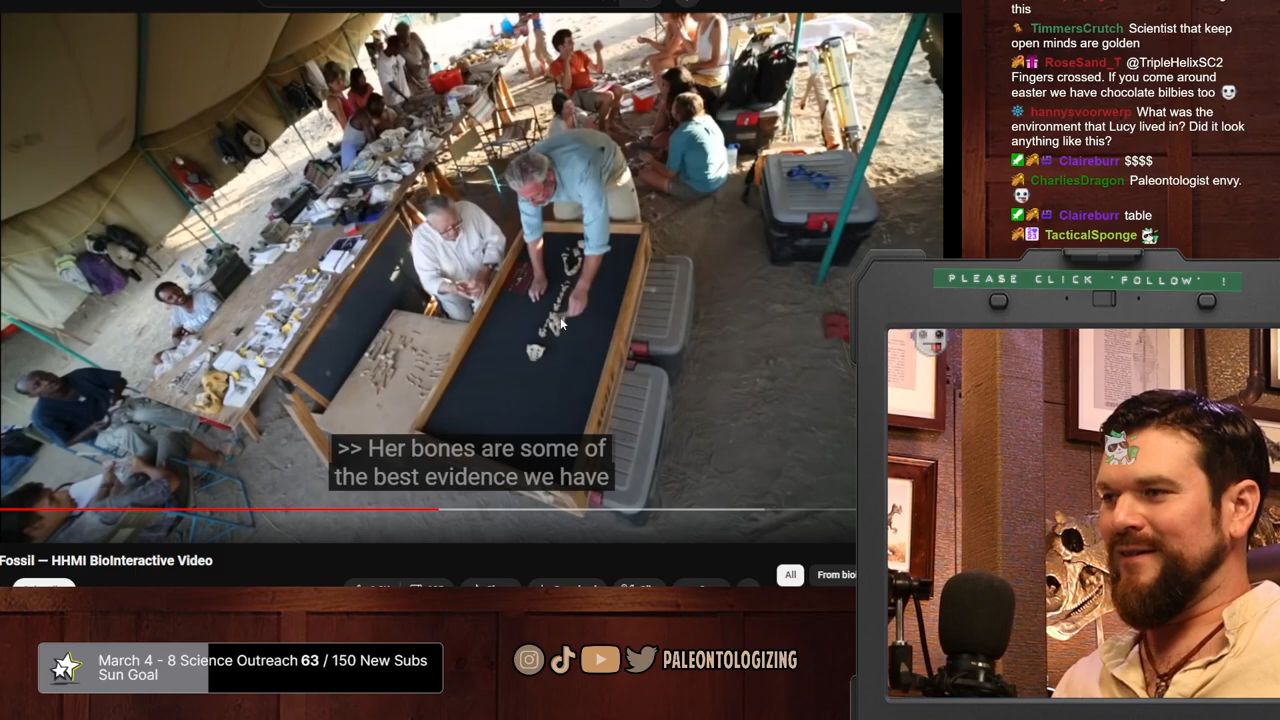 this
TimmersCrutch Scientist that keep
open minds are golden
RoseSand_T @TripleHelixSC2
Fingers crossed. If you come around
easter we have chocolate bilbies too
hannysvoorwerp What was the
environment that Lucy lived in? Did it look
anything like this?
Claireburr $$$$
CharliesDragon Paleontologist envy.
Claireburr table
TacticalSponge
PLEASE CLICK "FOLLOW" !
>> Her bones are some of
the best evidence we have
Fossil — HHMI BioInteractive Video
All
From bio
March 4 - 8 Science Outreach 63 / 150 New Subs
Sun Goal
PALEONTOLOGIZING